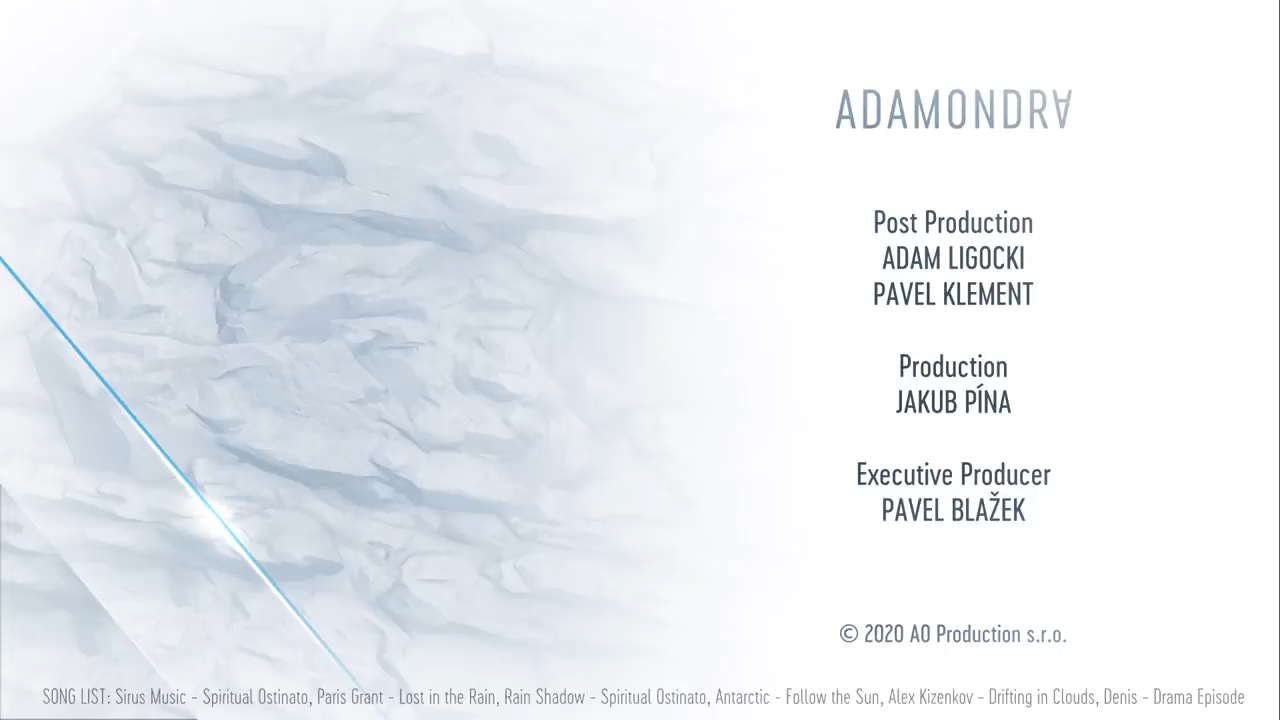 ADAMONDRA
Post Production
ADAM LIGOCKI
PAVEL KLEMENT
Production
JAKUB PÍNA
Executive Producer
PAVEL BLAŽEK
© 2020 AO Production s.r.o.
SONG LIST: Sirus Music - Spiritual Ostinato, Paris Grant - Lost in the Rain, Rain Shadow - Spiritual Ostinato, Antarctic - Follow the Sun, Alex Kizenkov - Drifting in Clouds, Denis - Drama Episode